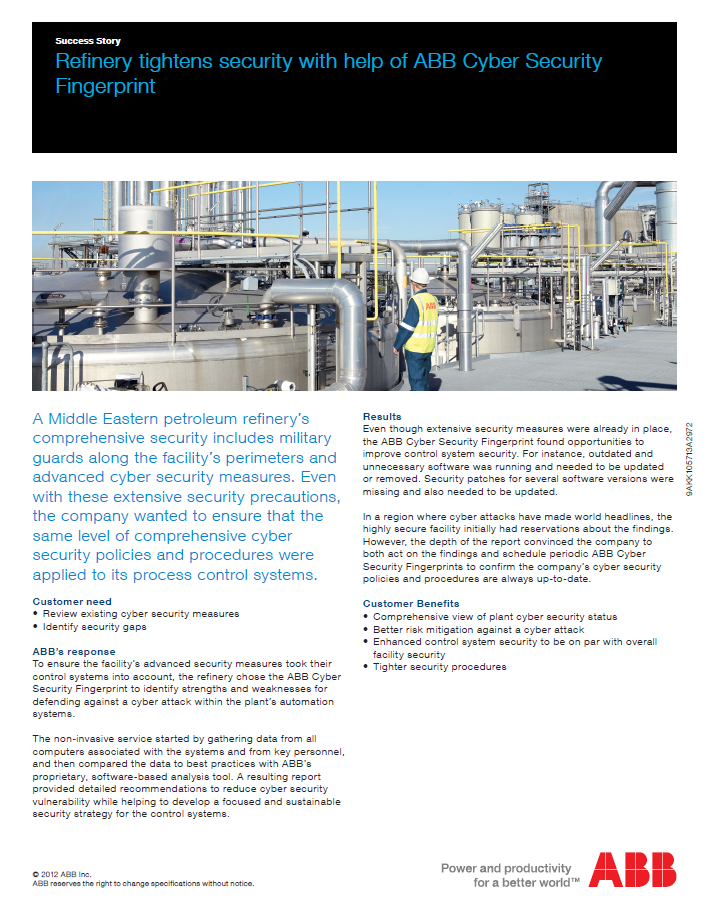 Success Story
Refinery tightens security with help of ABB Cyber Security
Fingerprint
ABB
A Middle Eastern petroleum refinery's
comprehensive security includes military
guards along the facility's perimeters and
advanced cyber security measures. Even
with these extensive security precautions,
the company wanted to ensure that the
same level of comprehensive cyber
security policies and procedures were
applied to its process control systems.
Customer need
• Review existing cyber security measures
• Identify security gaps
ABB's response
To ensure the facility's advanced security measures took their
control systems into account, the refinery chose the ABB Cyber
Security Fingerprint to identify strengths and weaknesses for
defending against a cyber attack within the plant's automation
systems.
The non-invasive service started by gathering data from all
computers associated with the systems and from key personnel,
and then compared the data to best practices with ABB's
proprietary, software-based analysis tool. A resulting report
provided detailed recommendations to reduce cyber security
vulnerability while helping to develop a focused and sustainable
security strategy for the control systems.
Results
Even though extensive security measures were already in place,
the ABB Cyber Security Fingerprint found opportunities to
improve control system security. For instance, outdated and
unnecessary software was running and needed to be updated
or removed. Security patches for several software versions were
missing and also needed to be updated.
In a region where cyber attacks have made world headlines, the
highly secure facility initially had reservations about the findings.
However, the depth of the report convinced the company to
both act on the findings and schedule periodic ABB Cyber
Security Fingerprints to confirm the company's cyber security
policies and procedures are always up-to-date.
Customer Benefits
• Comprehensive view of plant cyber security status
• Better risk mitigation against a cyber attack
• Enhanced control system security to be on par with overall
facility security
• Tighter security procedures
9AKK105713A2972
© 2012 ABB Inc.
ABB reserves the right to change specifications without notice.
Power and productivity
for a better world™
ABB